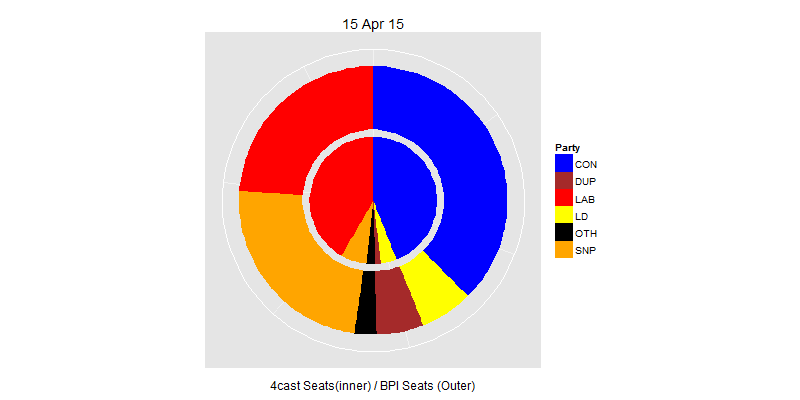 15 Apr 15
Party
CON
DUP
LAB
LD
OTH
SNP
4cast Seats(inner) / BPI Seats (Outer)